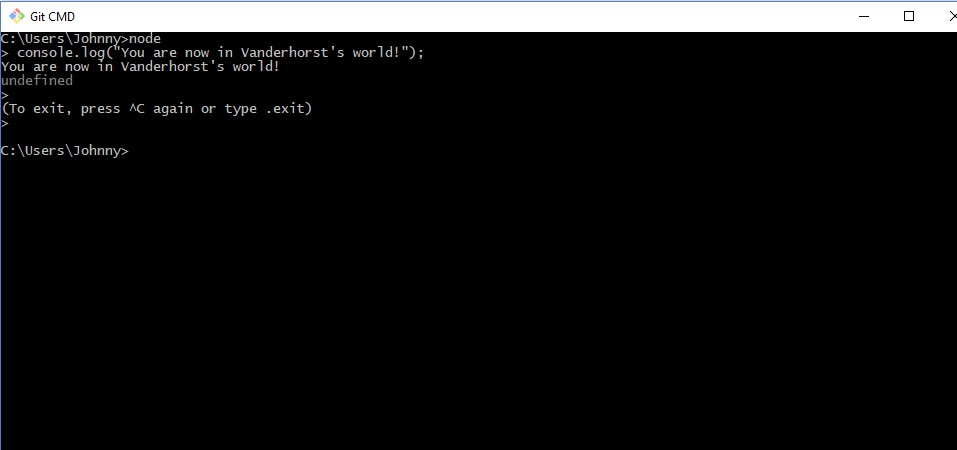 Git CMD
C:\Users\Johnny>node
> console.log("You are now in Vanderhorst's world!");
You are now in Vanderhorst's world!
undefined
>
(To exit, press ^C again or type .exit)
>
C:\Users\Johnny>